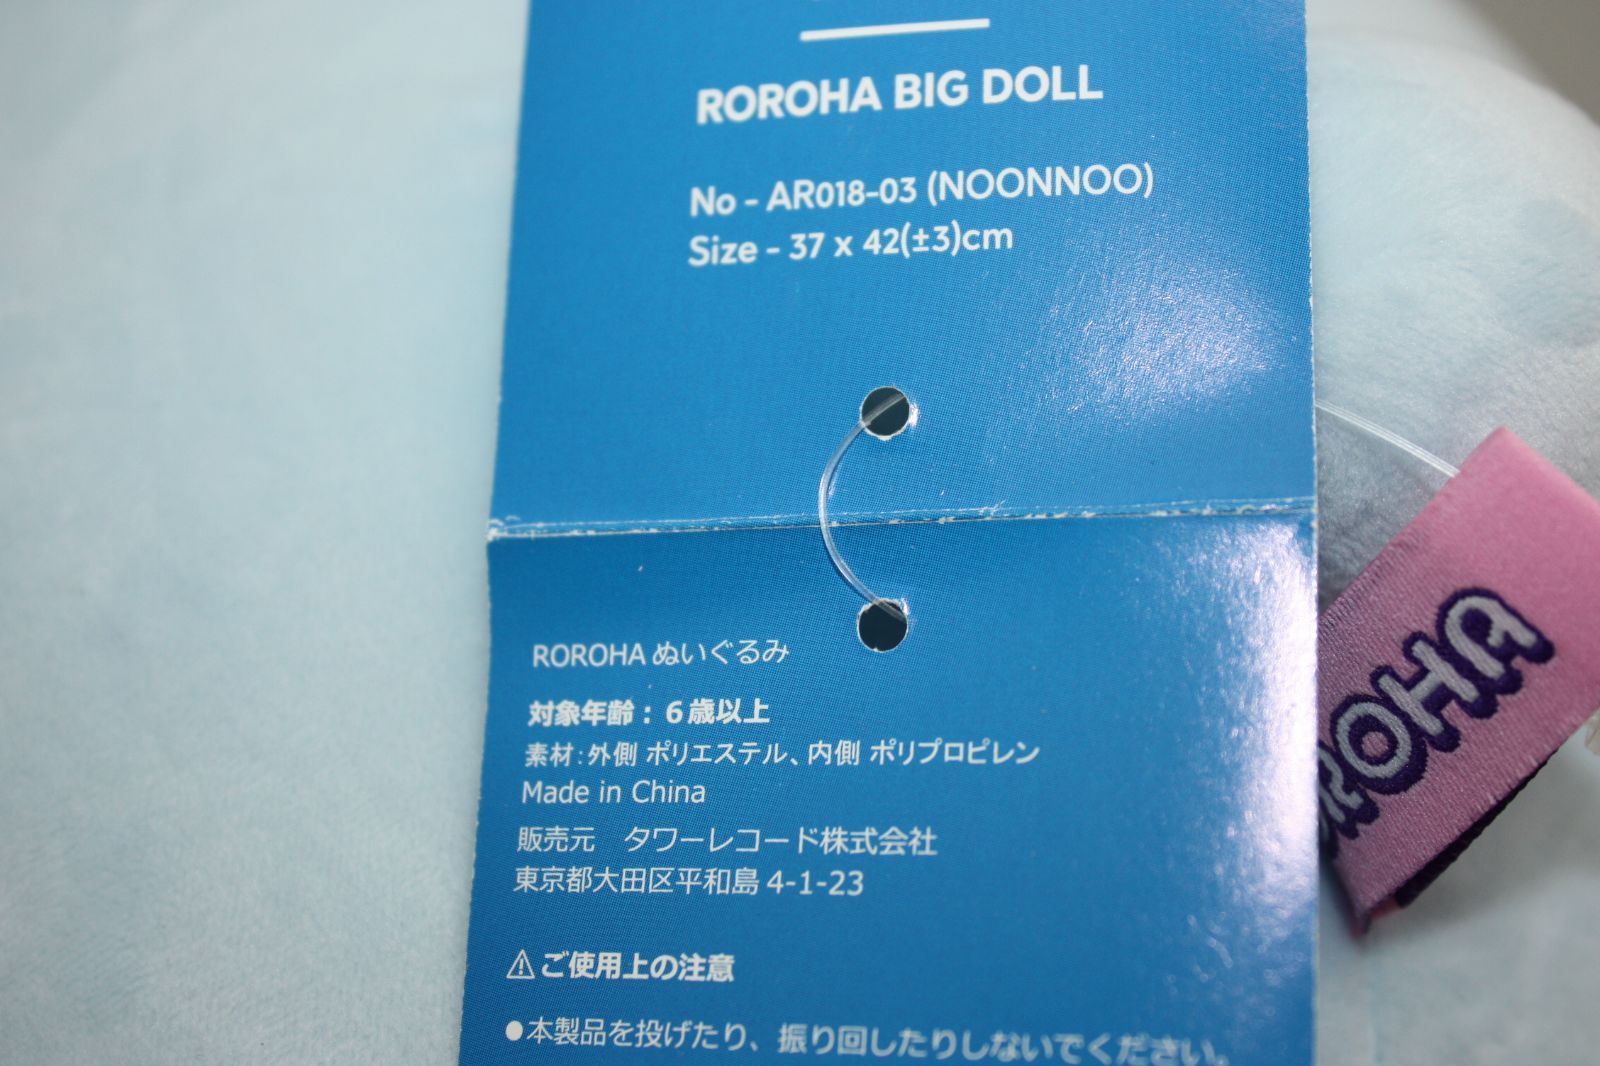 ROROHA BIG DOLL
No - AR018-03 (NOONNOO)
Size - 37 x 42(±3)cm
ROROHA ぬいぐるみ
対象年齢：６歳以上
素材：外側 ポリエステル、内側 ポリプロピレン
Made in China
販売元　タワーレコード株式会社
東京都大田区平和島 4-1-23
⚠ご使用上の注意
●本製品を投げたり、振り回したりしないでください。
ROHA